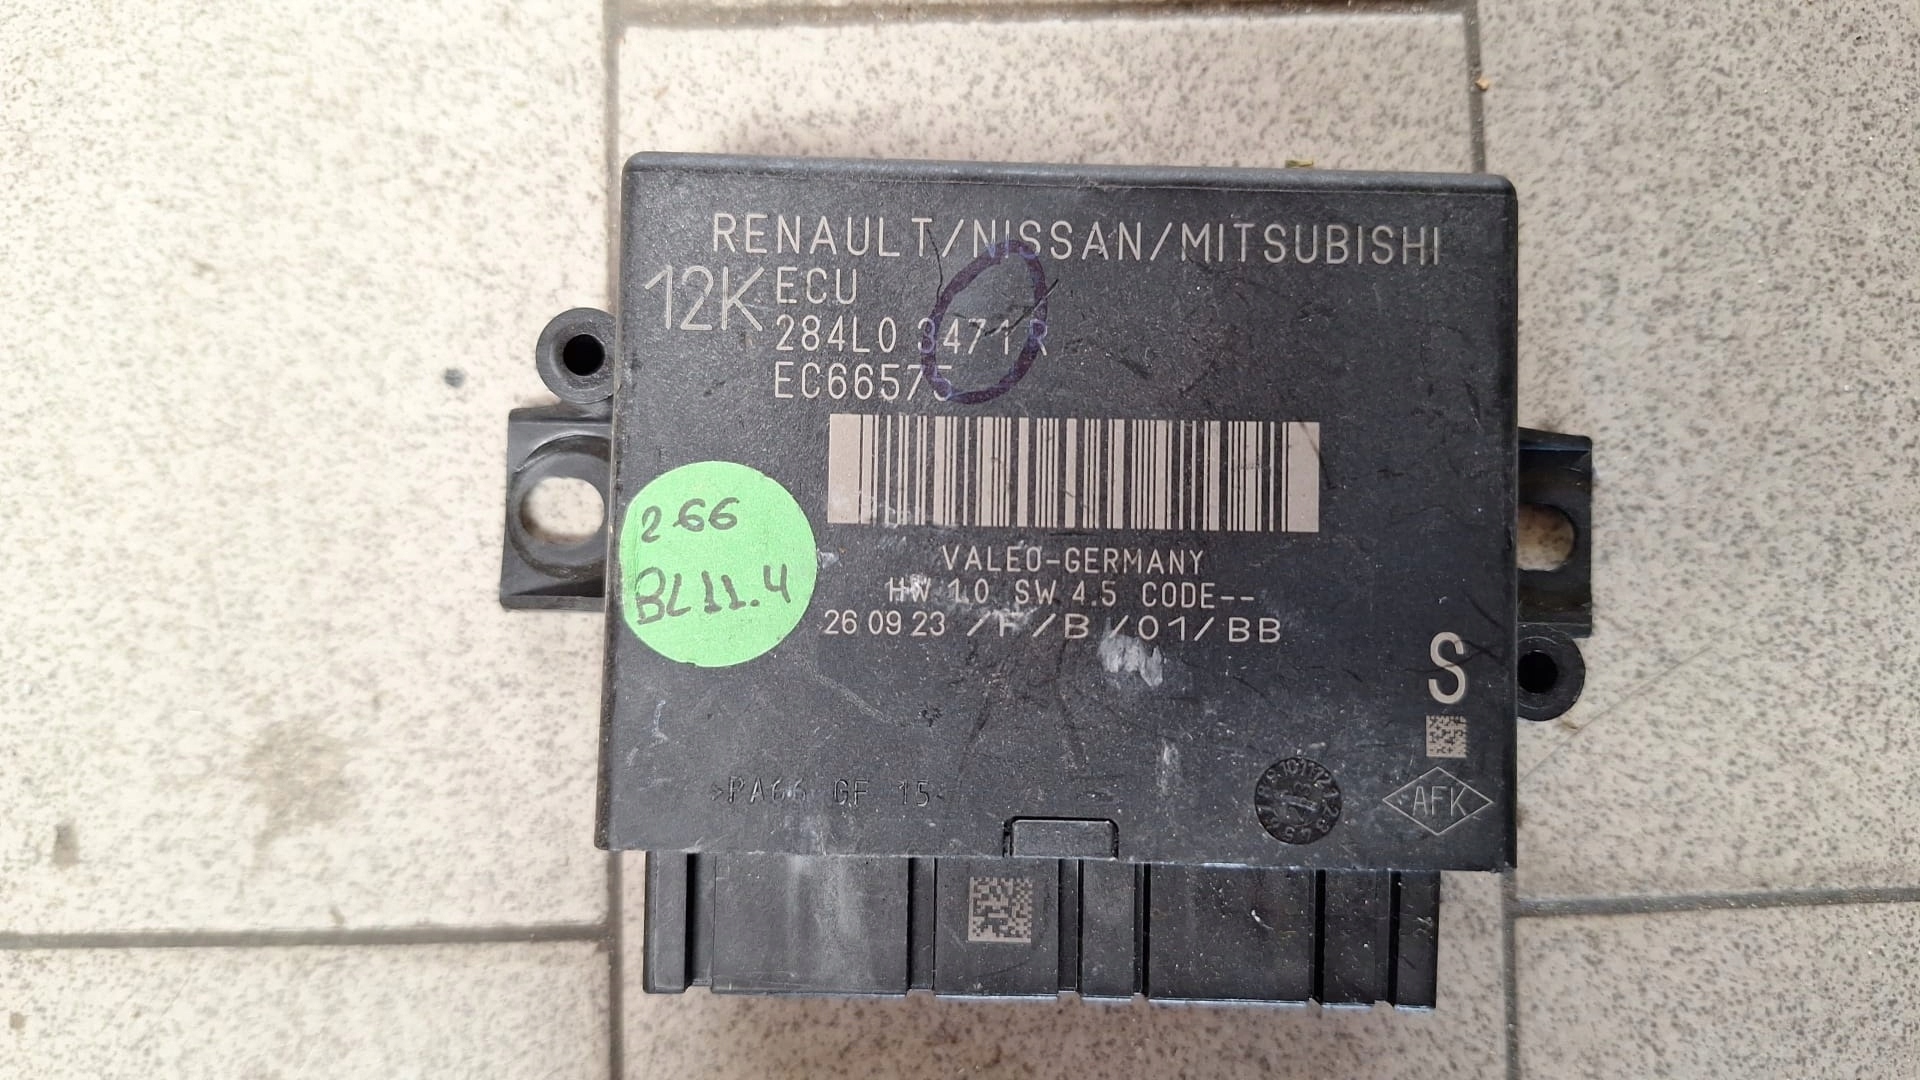 RENAULT/NISSAN/MITSUBISHI
12K ECU
284L0 3471R
EC66575
266
BL11.4
VALEO-GERMANY
HW 1.0 SW 4.5 CODE--
26 09 23 /F/B/01/BB
S
>PA66 GF 15<
AFK